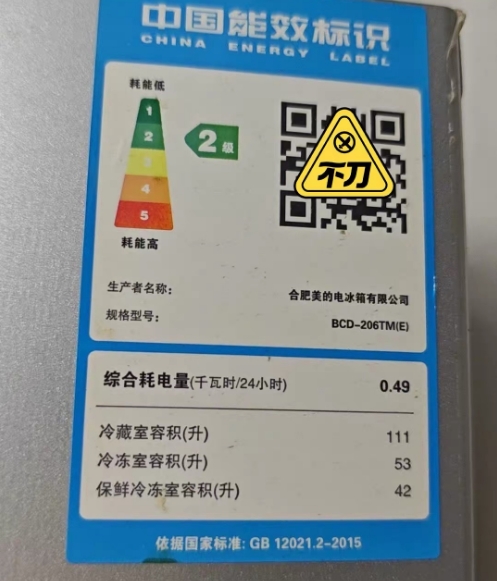 中国能效标识
CHINA ENERGY LABEL
耗能低
1
2
3
4
5
耗能高
2级
不刀
生产者名称: 合肥美的电冰箱有限公司
规格型号: BCD-206TM(E)
综合耗电量(千瓦时/24小时) 0.49
冷藏室容积(升) 111
冷冻室容积(升) 53
保鲜冷冻室容积(升) 42
依据国家标准: GB 12021.2-2015